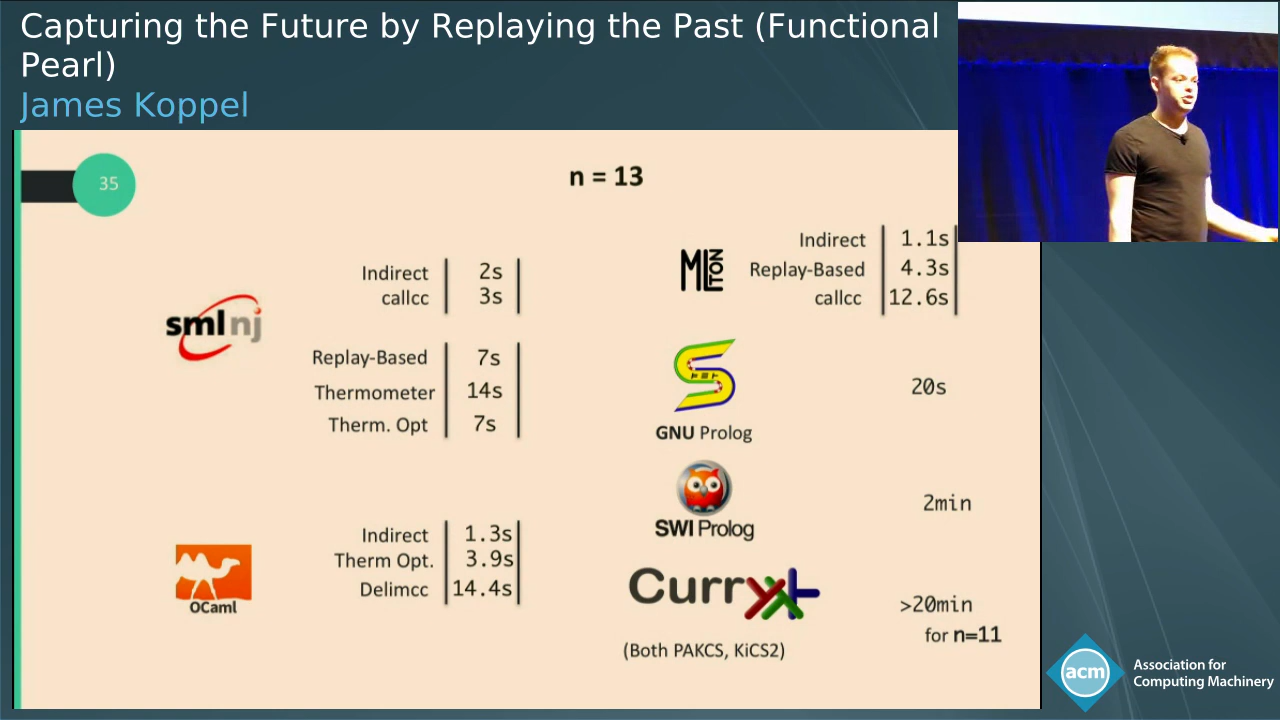 Capturing the Future by Replaying the Past (Functional
Pearl)
James Koppel
35
n = 13
sml nj
Indirect 2s
callcc 3s
Replay-Based 7s
Thermometer 14s
Therm. Opt 7s
OCaml
Indirect 1.3s
Therm Opt. 3.9s
Delimcc 14.4s
MLTON
Indirect 1.1s
Replay-Based 4.3s
callcc 12.6s
GNU Prolog
20s
SWI Prolog
2min
Curry
(Both PAKCS, KiCS2)
>20min
for n=11
acm
Association for
Computing Machinery